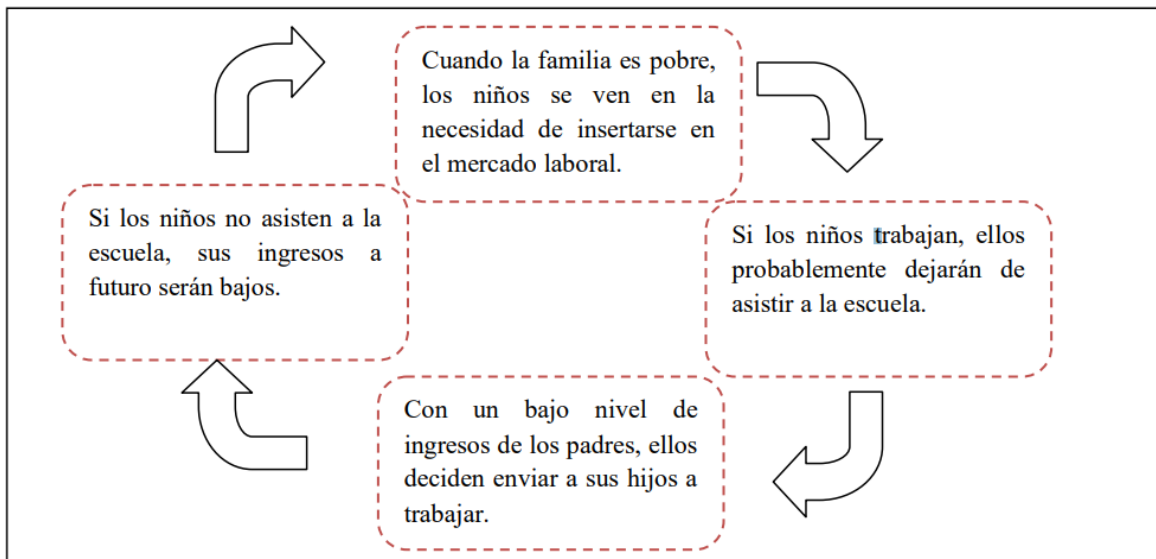 Cuando la familia es pobre,
los niños se ven en la
necesidad de insertarse en
el mercado laboral.
Si los niños trabajan, ellos
probablemente dejarán de
asistir a la escuela.
Con un bajo nivel de
ingresos de los padres, ellos
deciden enviar a sus hijos a
trabajar.
Si los niños no asisten a la
escuela, sus ingresos a
futuro serán bajos.